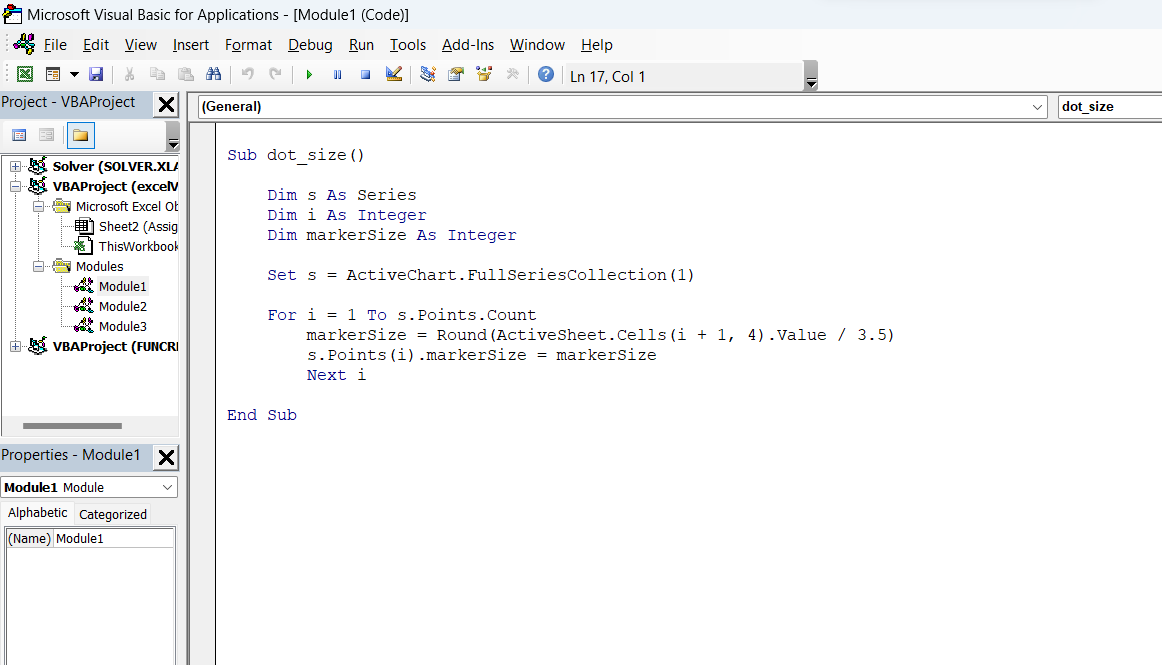 Microsoft Visual Basic for Applications - [Module1 (Code)]
File Edit View Insert Format Debug Run Tools Add-Ins Window Help
Ln 17, Col 1
Project - VBAProject
Solver (SOLVER.XLA
VBAProject (excelV
Microsoft Excel Ob
Sheet2 (Assig
ThisWorkbook
Modules
Module1
Module2
Module3
VBAProject (FUNCRE
Properties - Module1
Module1 Module
Alphabetic Categorized
(Name) Module1
(General) dot_size
Sub dot_size()
Dim s As Series
Dim i As Integer
Dim markerSize As Integer
Set s = ActiveChart.FullSeriesCollection(1)
For i = 1 To s.Points.Count
markerSize = Round(ActiveSheet.Cells(i + 1, 4).Value / 3.5)
s.Points(i).markerSize = markerSize
Next i
End Sub